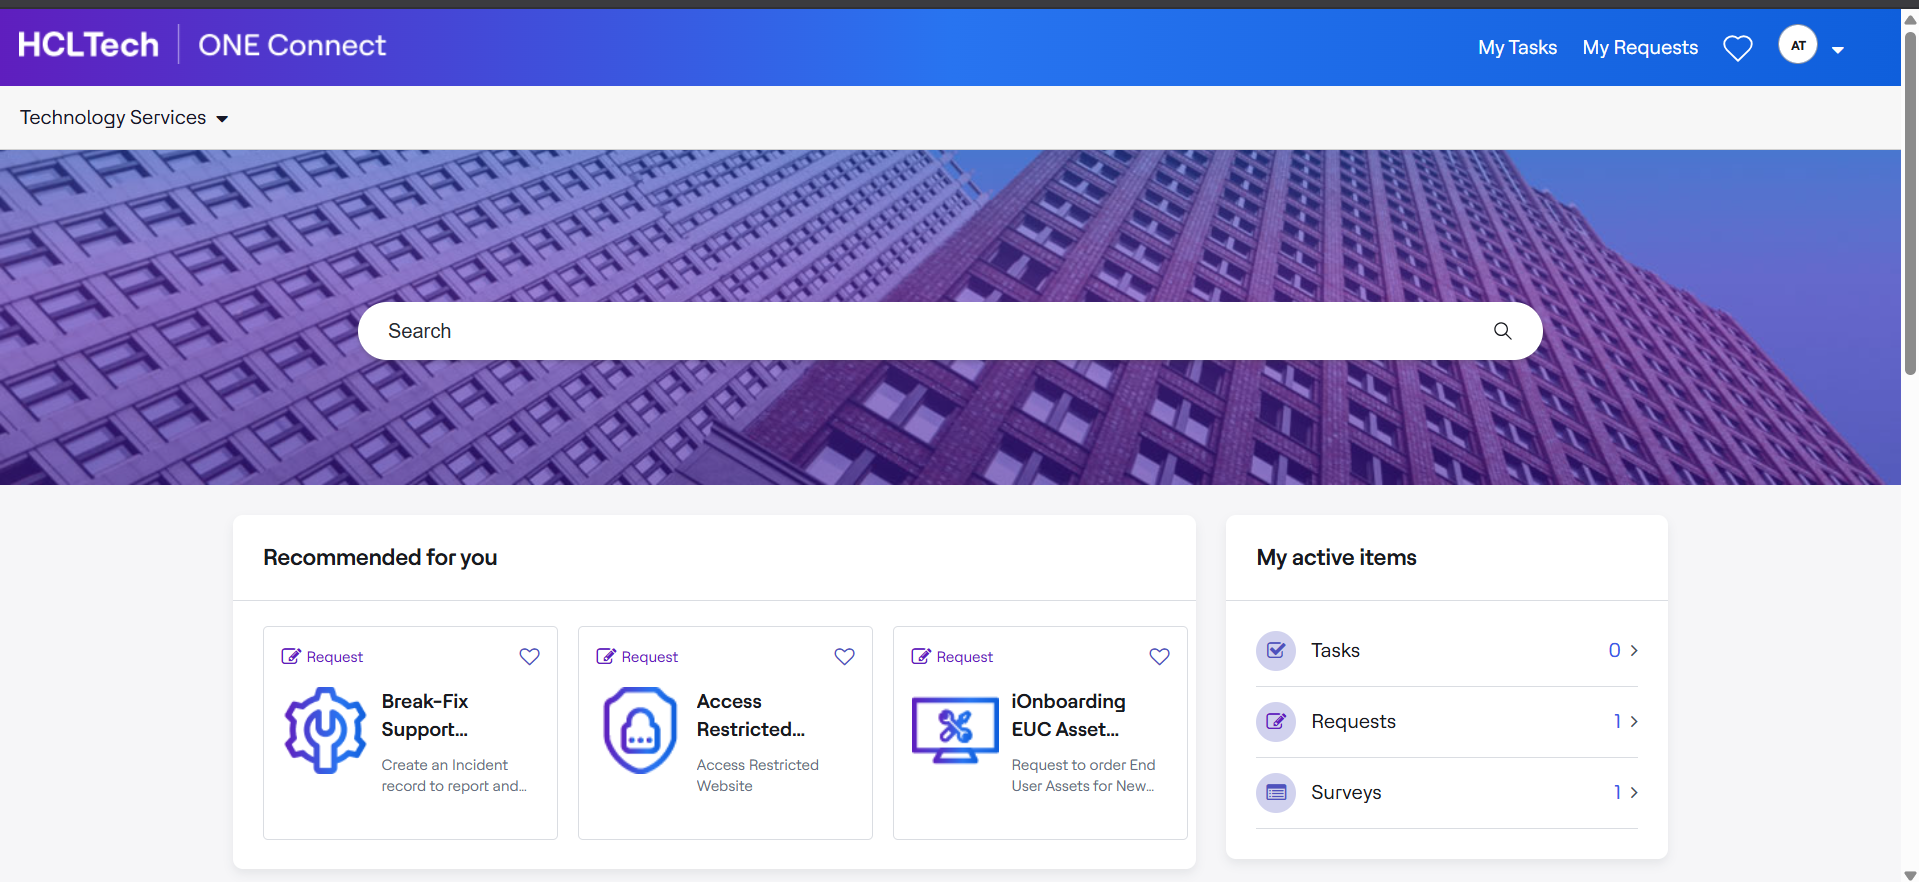 HCLTech | ONE Connect
My Tasks
My Requests
AT
Technology Services
Search
Recommended for you
Request
Break-Fix
Support...
Create an Incident
record to report and...
Request
Access
Restricted...
Access Restricted
Website
Request
iOnboarding
EUC Asset...
Request to order End
User Assets for New...
My active items
Tasks 0
Requests 1
Surveys 1